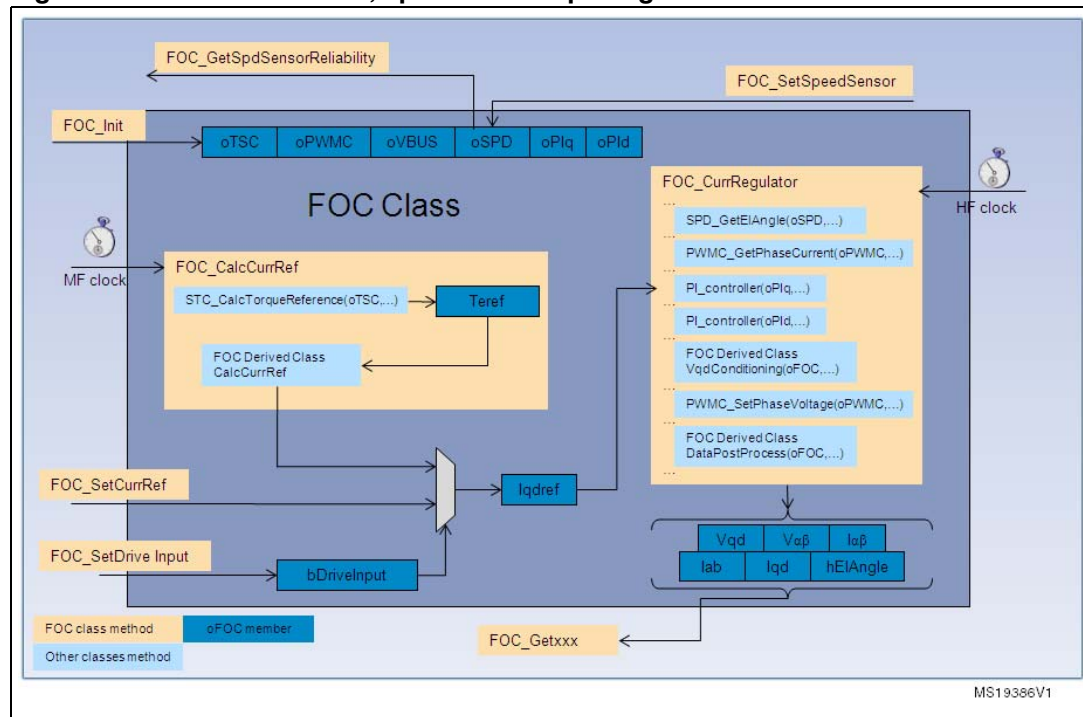 FOC_GetSpdSensorReliability
FOC_SetSpeedSensor
FOC_Init
oTSC oPWMC oVBUS oSPD oPIq oPId
FOC Class
MF clock
HF clock
FOC_CalcCurrRef
STC_CalcTorqueReference(oTSC,...)
Teref
FOC Derived Class
CalcCurrRef
FOC_CurrRegulator
...
SPD_GetElAngle(oSPD,...)
...
PWMC_GetPhaseCurrent(oPWMC,...)
...
PI_controller(oPIq,...)
...
PI_controller(oPId,...)
...
FOC Derived Class
VqdConditioning(oFOC,...)
...
PWMC_SetPhaseVoltage(oPWMC,...)
...
FOC Derived Class
DataPostProcess(oFOC,...)
...
FOC_SetCurrRef
Iqdref
FOC_SetDrive Input
bDriveInput
Vqd Vαβ Iαβ
Iab Iqd hElAngle
FOC_Getxxx
FOC class method
oFOC member
Other classes method
MS19386V1